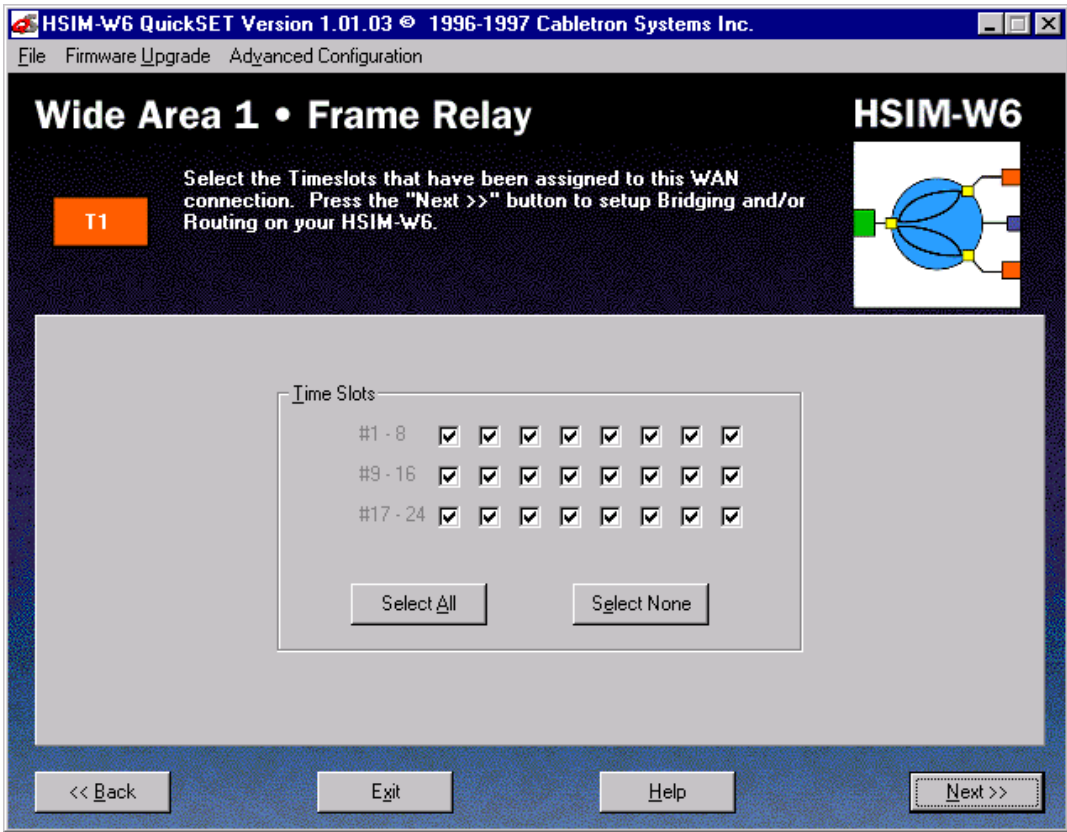 HSIM-W6 QuickSET Version 1.01.03 © 1996-1997 Cabletron Systems Inc.
File Firmware Upgrade Advanced Configuration
Wide Area 1 • Frame Relay
HSIM-W6
T1
Select the Timeslots that have been assigned to this WAN
connection. Press the "Next >>" button to setup Bridging and/or
Routing on your HSIM-W6.
Time Slots
#1 - 8
#9 - 16
#17 - 24
Select All Select None
<< Back Exit Help Next >>